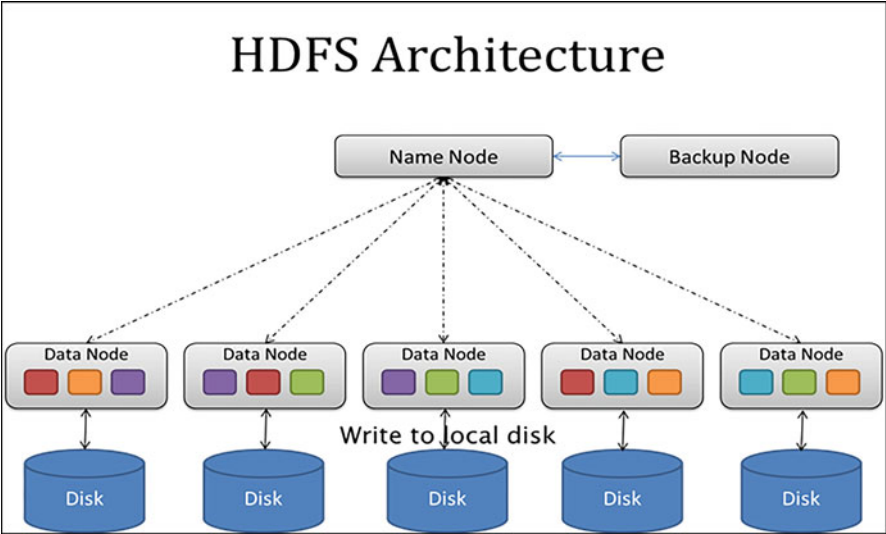 HDFS Architecture
Name Node
Backup Node
Data Node
Data Node
Data Node
Data Node
Data Node
Write to local disk
Disk
Disk
Disk
Disk
Disk